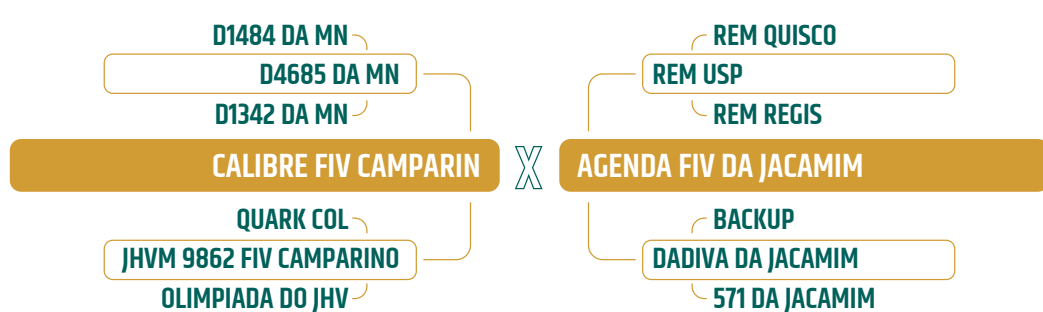 D1484 DA MN
D4685 DA MN
D1342 DA MN
REM QUISCO
REM USP
REM REGIS
CALIBRE FIV CAMPARIN X AGENDA FIV DA JACAMIM
QUARK COL
JHVM 9862 FIV CAMPARINO
OLIMPIADA DO JHV
BACKUP
DADIVA DA JACAMIM
571 DA JACAMIM